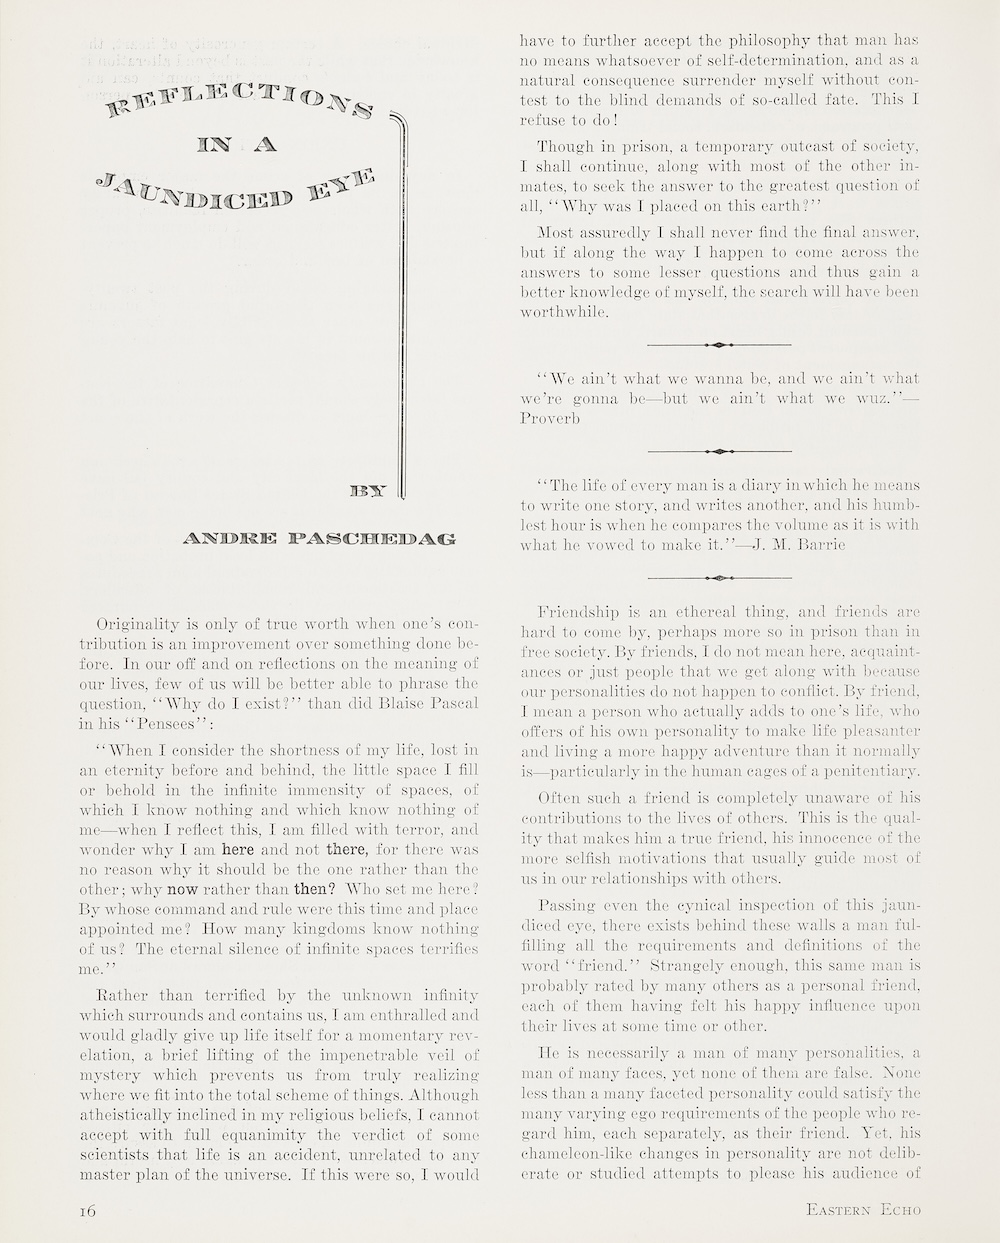 REFLECTIONS
IN A
JAUNDICED EYE
BY
ANDRE PASCHEDAG
Originality is only of true worth when one's con-
tribution is an improvement over something done be-
fore. In our off and on reflections on the meaning of
our lives, few of us will be better able to phrase the
question, "Why do I exist?" than did Blaise Pascal
in his "Pensees":
"When I consider the shortness of my life, lost in
an eternity before and behind, the little space I fill
or behold in the infinite immensity of spaces, of
which I know nothing and which know nothing of
me—when I reflect this, I am filled with terror, and
wonder why I am here and not there, for there was
no reason why it should be the one rather than the
other; why now rather than then? Who set me here?
By whose command and rule were this time and place
appointed me? How many kingdoms know nothing
of us? The eternal silence of infinite spaces terrifies
me."
Rather than terrified by the unknown infinity
which surrounds and contains us, I am enthralled and
would gladly give up life itself for a momentary rev-
elation, a brief lifting of the impenetrable veil of
mystery which prevents us from truly realizing
where we fit into the total scheme of things. Although
atheistically inclined in my religious beliefs, I cannot
accept with full equanimity the verdict of some
scientists that life is an accident, unrelated to any
master plan of the universe. If this were so, I would
have to further accept the philosophy that man has
no means whatsoever of self-determination, and as a
natural consequence surrender myself without con-
test to the blind demands of so-called fate. This I
refuse to do!
Though in prison, a temporary outcast of society,
I shall continue, along with most of the other in-
mates, to seek the answer to the greatest question of
all, "Why was I placed on this earth?"
Most assuredly I shall never find the final answer,
but if along the way I happen to come across the
answers to some lesser questions and thus gain a
better knowledge of myself, the search will have been
worthwhile.
"We ain't what we wanna be, and we ain't what
we're gonna be—but we ain't what we wuz."—
Proverb
"The life of every man is a diary in which he means
to write one story, and writes another, and his humb-
lest hour is when he compares the volume as it is with
what he vowed to make it."—J. M. Barrie
Friendship is an ethereal thing, and friends are
hard to come by, perhaps more so in prison than in
free society. By friends, I do not mean here, acquaint-
ances or just people that we get along with because
our personalities do not happen to conflict. By friend,
I mean a person who actually adds to one's life, who
offers of his own personality to make life pleasanter
and living a more happy adventure than it normally
is—particularly in the human cages of a penitentiary.
Often such a friend is completely unaware of his
contributions to the lives of others. This is the qual-
ity that makes him a true friend, his innocence of the
more selfish motivations that usually guide most of
us in our relationships with others.
Passing even the cynical inspection of this jaun-
diced eye, there exists behind these walls a man ful-
filling all the requirements and definitions of the
word "friend." Strangely enough, this same man is
probably rated by many others as a personal friend,
each of them having felt his happy influence upon
their lives at some time or other.
He is necessarily a man of many personalities, a
man of many faces, yet none of them are false. None
less than a many faceted personality could satisfy the
many varying ego requirements of the people who re-
gard him, each separately, as their friend. Yet, his
chameleon-like changes in personality are not delib-
erate or studied attempts to please his audience of
16
EASTERN ECHO